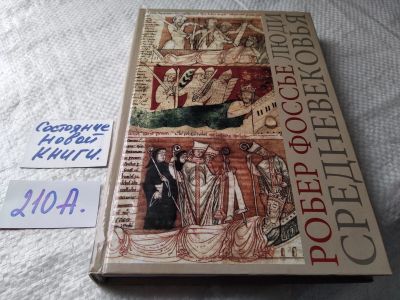 Состояние
новой
книги.
210А.
РОБЕР ФОССЬЕ ЛЮДИ
СРЕДНЕВЕКОВЬЯ